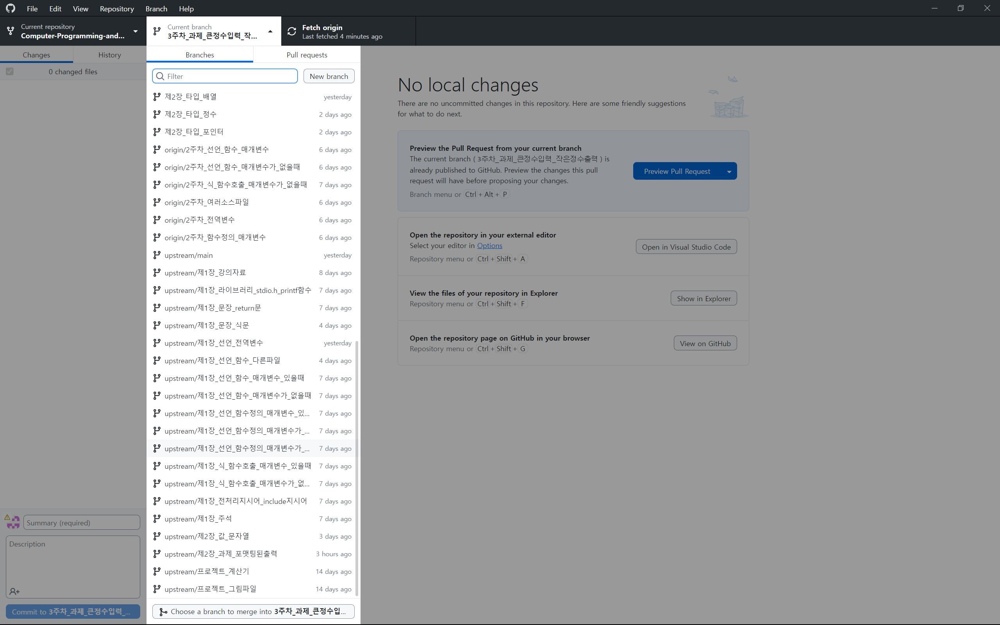 File Edit View Repository Branch Help
Current repository
Computer-Programming-and...
Current branch
3주차_과제_큰정수입력_작...
Fetch origin
Last fetched 4 minutes ago
Changes History
0 changed files
Branches Pull requests
Filter New branch
제2장_타입_배열 yesterday
제2장_타입_정수 2 days ago
제2장_타입_포인터 2 days ago
origin/2주차_선언_함수_매개변수 6 days ago
origin/2주차_선언_함수_매개변수가_없을때 6 days ago
origin/2주차_식_함수호출_매개변수가_없을때 7 days ago
origin/2주차_여러소스파일 6 days ago
origin/2주차_전역변수 6 days ago
origin/2주차_함수정의_매개변수 6 days ago
upstream/main yesterday
upstream/제1장_강의자료 8 days ago
upstream/제1장_라이브러리_stdio.h_printf함수 7 days ago
upstream/제1장_문장_return문 7 days ago
upstream/제1장_문장_식문 4 days ago
upstream/제1장_선언_전역변수 yesterday
upstream/제1장_선언_함수_다른파일 4 days ago
upstream/제1장_선언_함수_매개변수_있을때 7 days ago
upstream/제1장_선언_함수_매개변수가_없을때 7 days ago
upstream/제1장_선언_함수정의_매개변수_있... 7 days ago
upstream/제1장_선언_함수정의_매개변수가_... 7 days ago
upstream/제1장_선언_함수정의_매개변수가_... 7 days ago
upstream/제1장_식_함수호출_매개변수_있을때 7 days ago
upstream/제1장_식_함수호출_매개변수가_없... 7 days ago
upstream/제1장_전처리지시어_include지시어 7 days ago
upstream/제1장_주석 7 days ago
upstream/제2장_값_문자열 3 days ago
upstream/제2장_과제_포맷팅된출력 3 hours ago
upstream/프로젝트_계산기 14 days ago
upstream/프로젝트_그림파일 14 days ago
Choose a branch to merge into 3주차_과제_큰정수입...
Summary (required)
Description
Commit to 3주차_과제_큰정수입력_...
No local changes
There are no uncommitted changes in this repository. Here are some friendly suggestions
for what to do next.
Preview the Pull Request from your current branch
The current branch ( 3주차_과제_큰정수입력_작은정수출력 ) is
already published to GitHub. Preview the changes this pull
request will have before proposing your changes.
Branch menu or Ctrl + Alt + P
Preview Pull Request
Open the repository in your external editor
Select your editor in Options
Repository menu or Ctrl + Shift + A
Open in Visual Studio Code
View the files of your repository in Explorer
Repository menu or Ctrl + Shift + F
Show in Explorer
Open the repository page on GitHub in your browser
Repository menu or Ctrl + Shift + G
View on GitHub